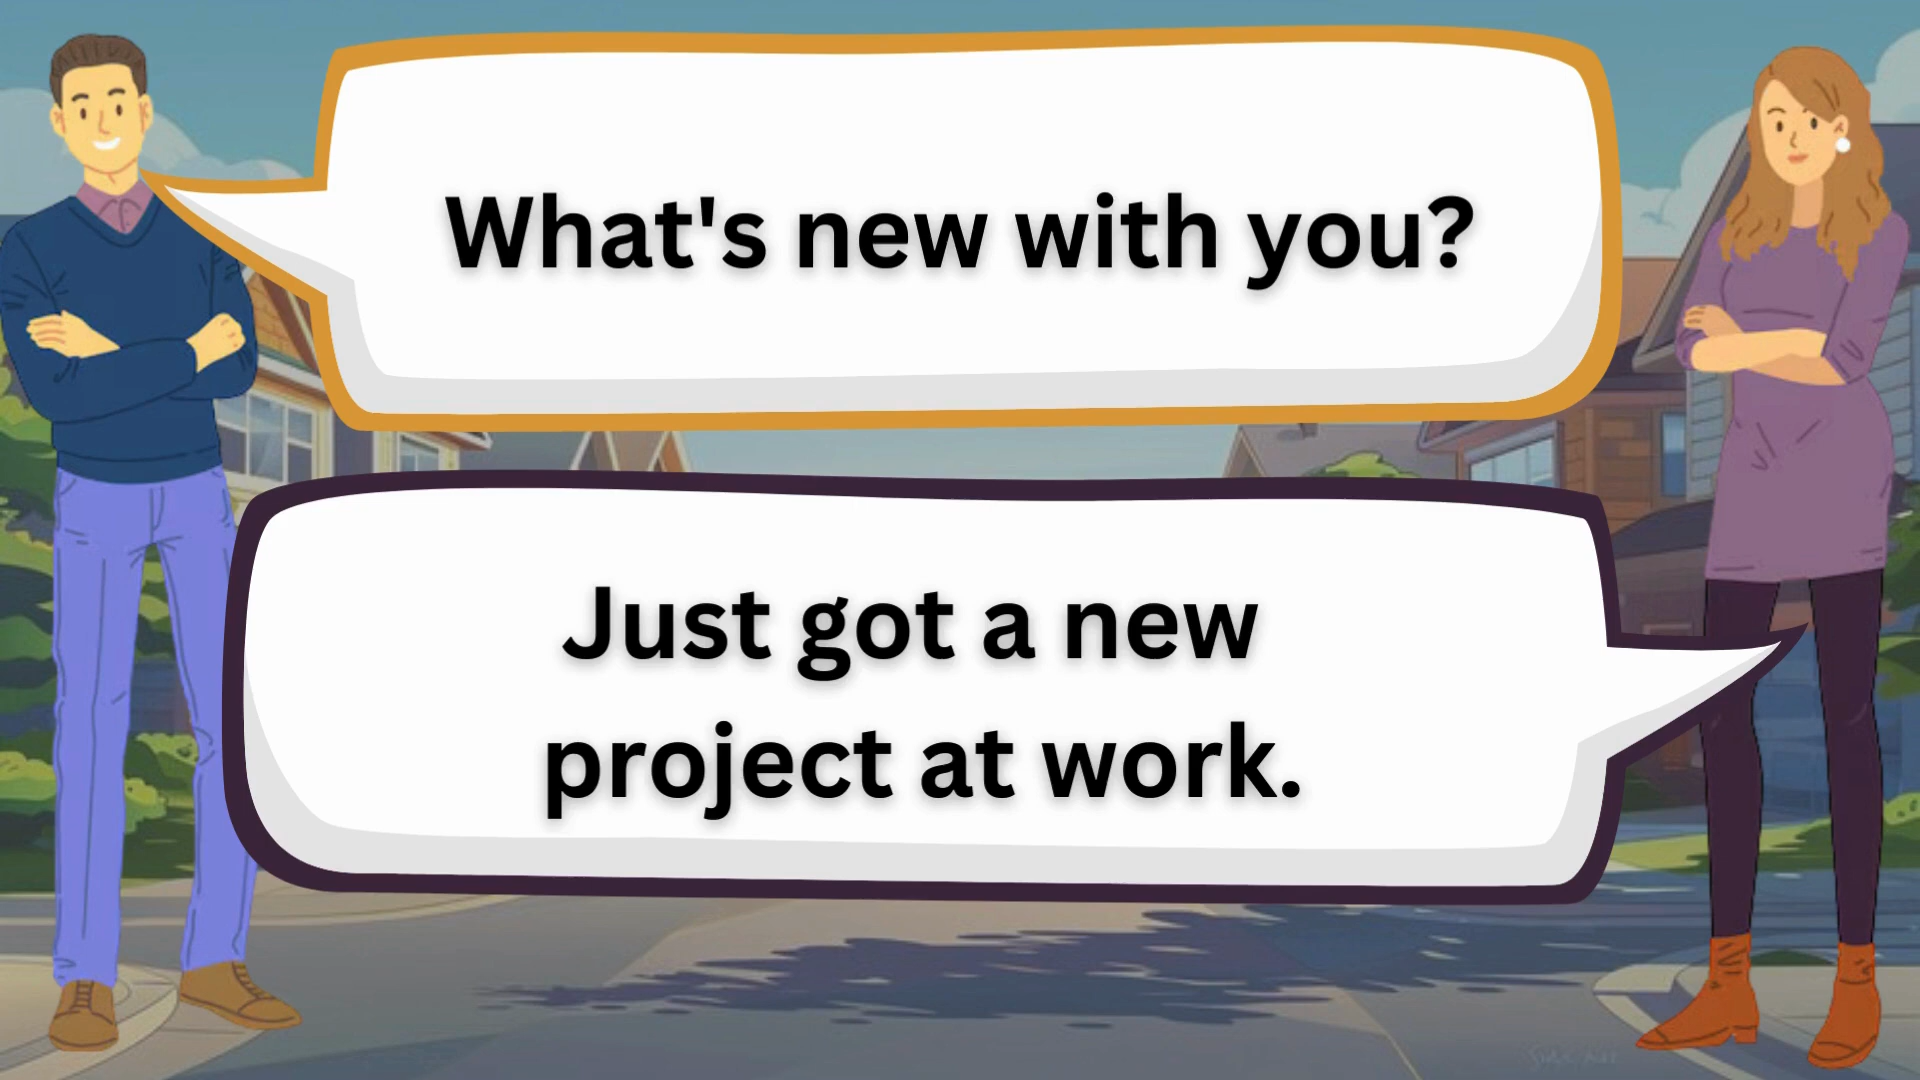 What's new with you?
Just got a new
project at work.